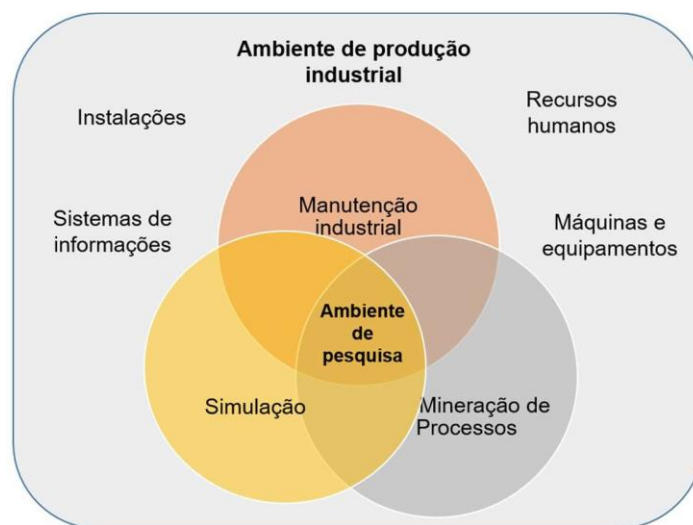 Ambiente de produção
industrial
Instalações
Recursos
humanos
Sistemas de
informações
Manutenção
industrial
Máquinas e
equipamentos
Ambiente
de
pesquisa
Simulação
Mineração de
Processos